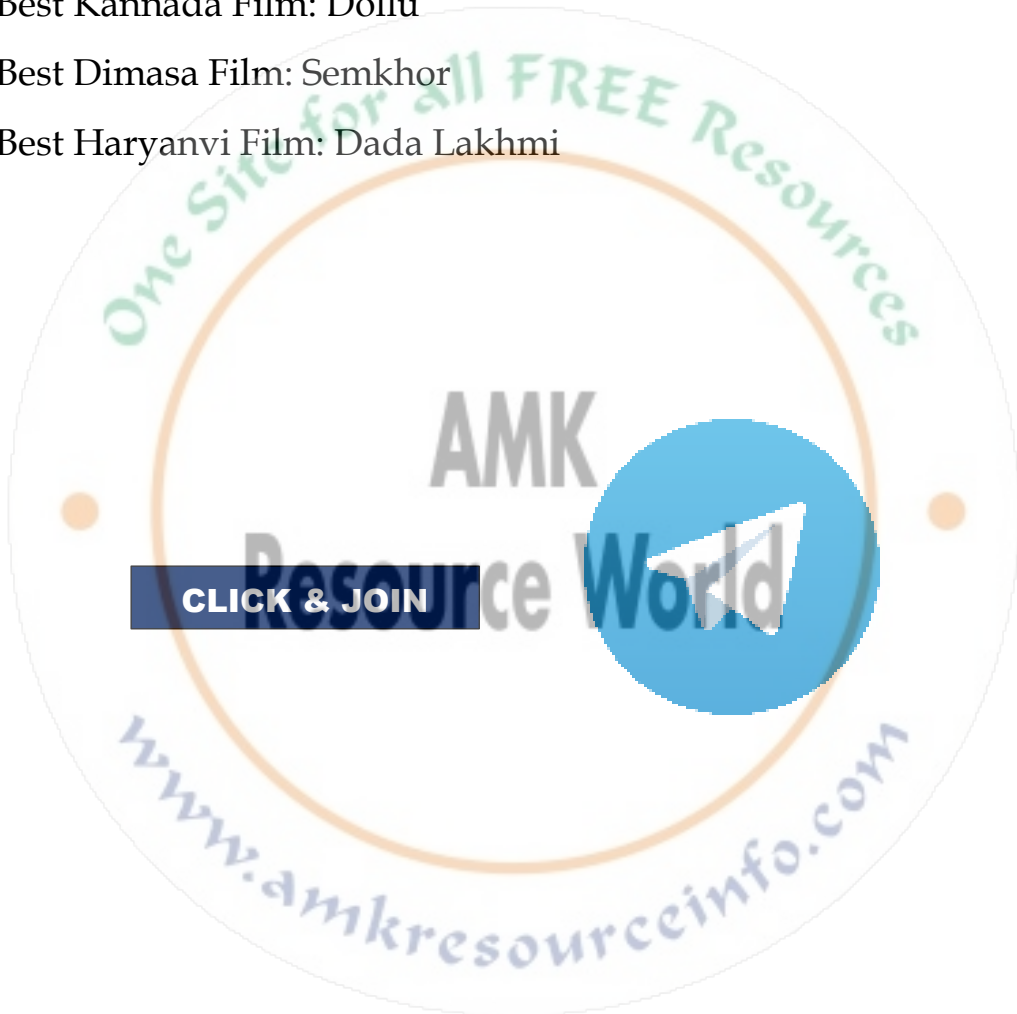 Best Kannada Film: Dollu
Best Dimasa Film: Semkhor
Best Haryanvi Film: Dada Lakhmi
One Site for all FREE Resources
AMK
Resource World
CLICK & JOIN
www.amkresourceinfo.com